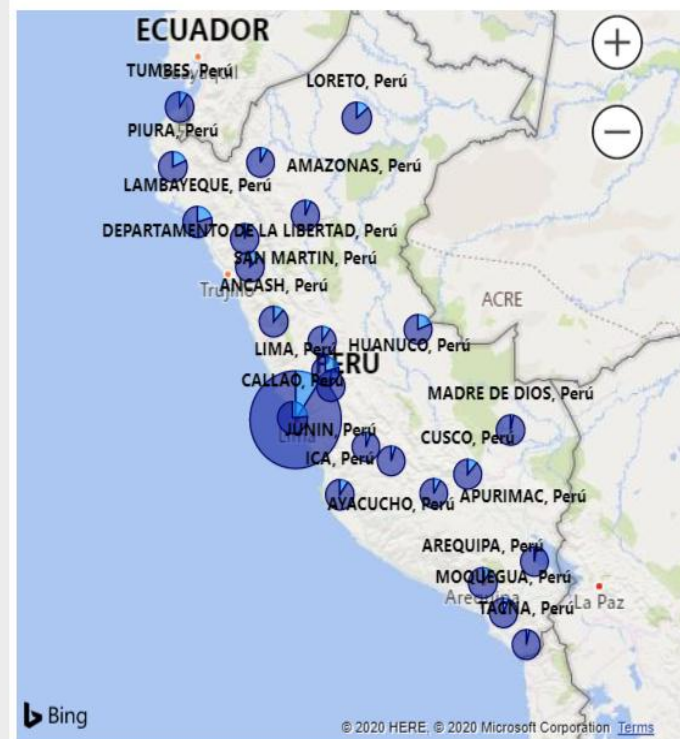 ECUADOR
TUMBES, Perú
LORETO, Perú
PIURA, Perú
AMAZONAS, Perú
LAMBAYEQUE, Perú
DEPARTAMENTO DE LA LIBERTAD, Perú
SAN MARTIN, Perú
ANCASH, Perú
Trujillo
ACRE
LIMA, Perú
HUANUCO, Perú
PERU
CALLAO, Perú
MADRE DE DIOS, Perú
Lima
JUNIN, Perú
CUSCO, Perú
ICA, Perú
AYACUCHO, Perú
APURIMAC, Perú
AREQUIPA, Perú
MOQUEGUA, Perú
Arequipa
TACNA, Perú
La Paz
Bing
© 2020 HERE, © 2020 Microsoft Corporation Terms